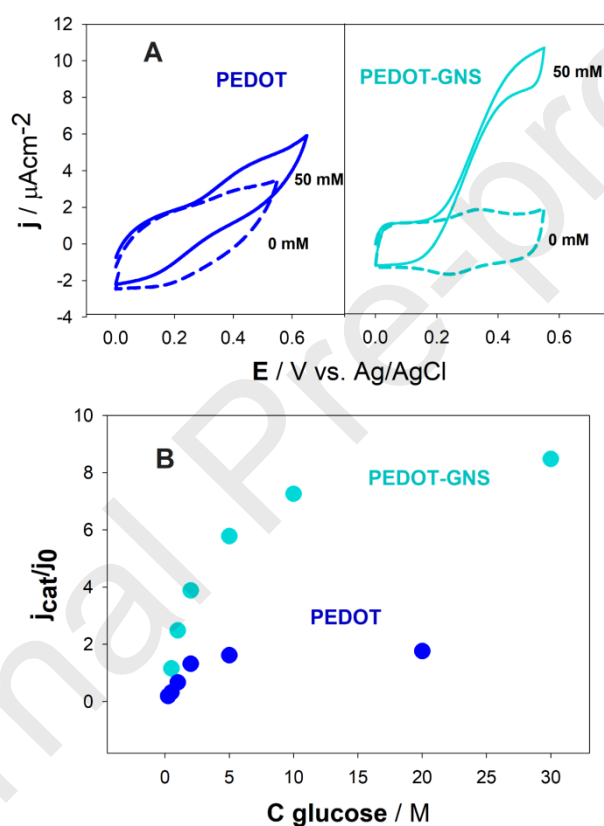 A
PEDOT
PEDOT-GNS
50 mM
50 mM
0 mM
0 mM
j / µAcm-2
12
10
8
6
4
2
0
-2
-4
0.0 0.2 0.4 0.6 0.0 0.2 0.4 0.6
E / V vs. Ag/AgCl
B
PEDOT-GNS
PEDOT
jcat/j0
10
8
6
4
2
0
0 5 10 15 20 25 30
C glucose / M
nal Pre-pro